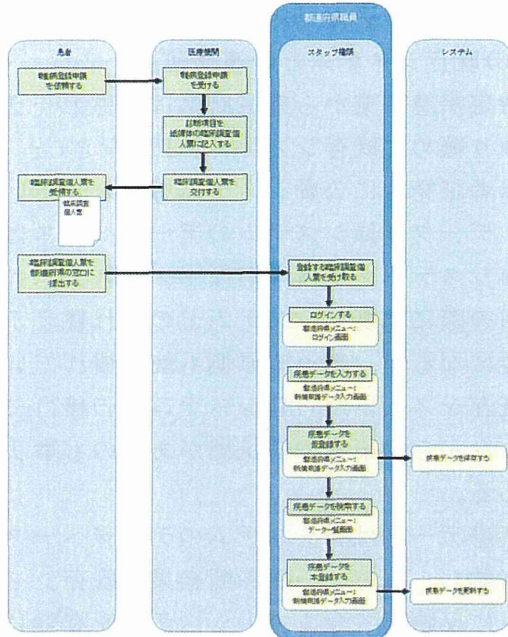 都道府県職員
患者
医療機関
スタッフ権限
システム
難病登録申請
を依頼する
難病登録申請
を受ける
診断項目を
紙媒体の臨床調査個
人票に記入する
臨床調査個人票を
受領する
臨床調査個人票を
交付する
臨床調査
個人票
臨床調査個人票を
都道府県の窓口に
提出する
登録する臨床調査個
人票を受け取る
ログインする
都道府県メニュー:
ログイン画面
疾患データを入力する
都道府県メニュー:
新規申請データ入力画面
疾患データを
仮登録する
都道府県メニュー:
新規申請データ入力画面
疾患データを保存する
疾患データを検索する
都道府県メニュー:
データ一覧画面
疾患データを
本登録する
都道府県メニュー:
新規申請データ入力画面
疾患データを更新する